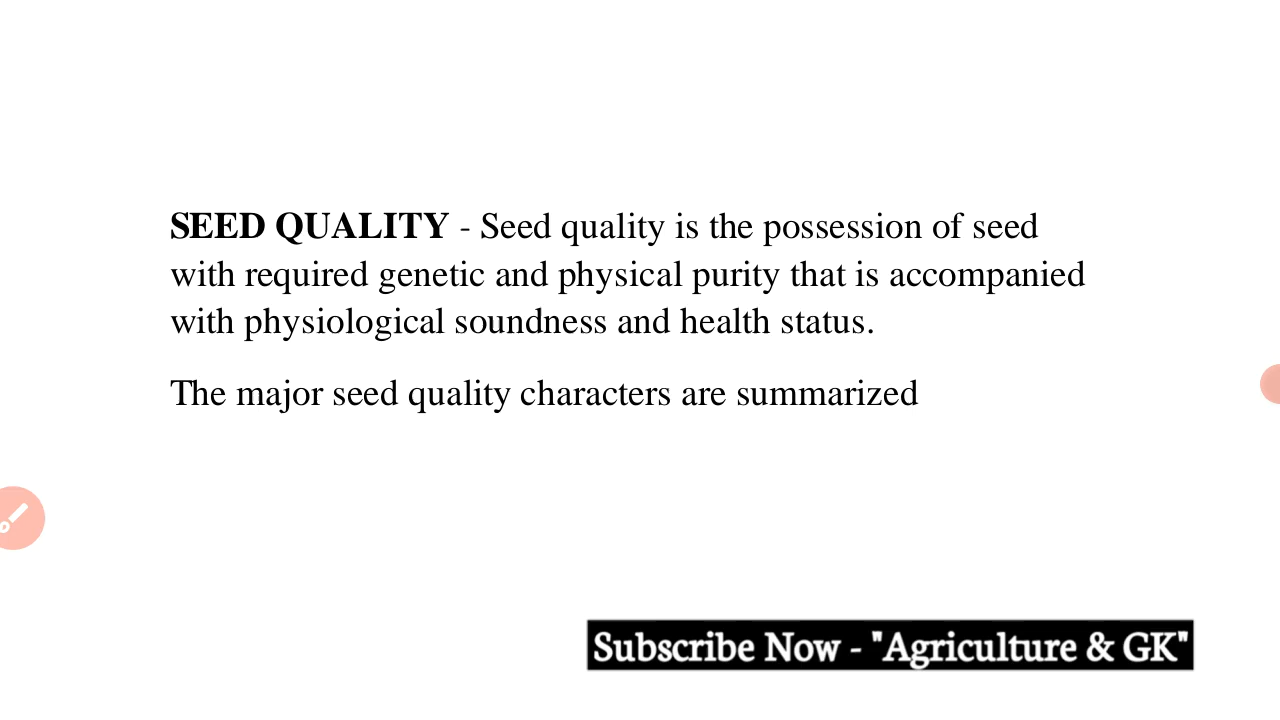 SEED QUALITY - Seed quality is the possession of seed
with required genetic and physical purity that is accompanied
with physiological soundness and health status.
The major seed quality characters are summarized
Subscribe Now - "Agriculture & GK"